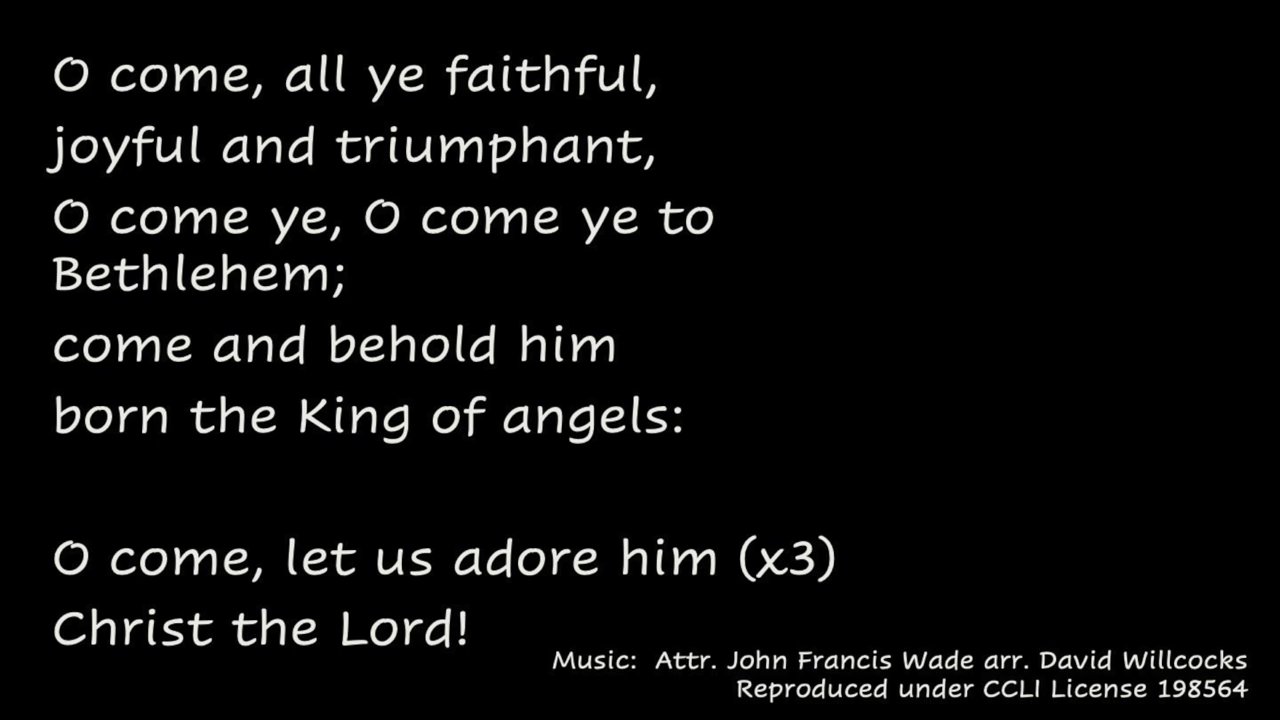 O come, all ye faithful,
joyful and triumphant,
O come ye, O come ye to
Bethlehem;
come and behold him
born the King of angels:
O come, let us adore him (x3)
Christ the Lord!
Music:  Attr. John Francis Wade arr. David Willcocks
Reproduced under CCLI License 198564